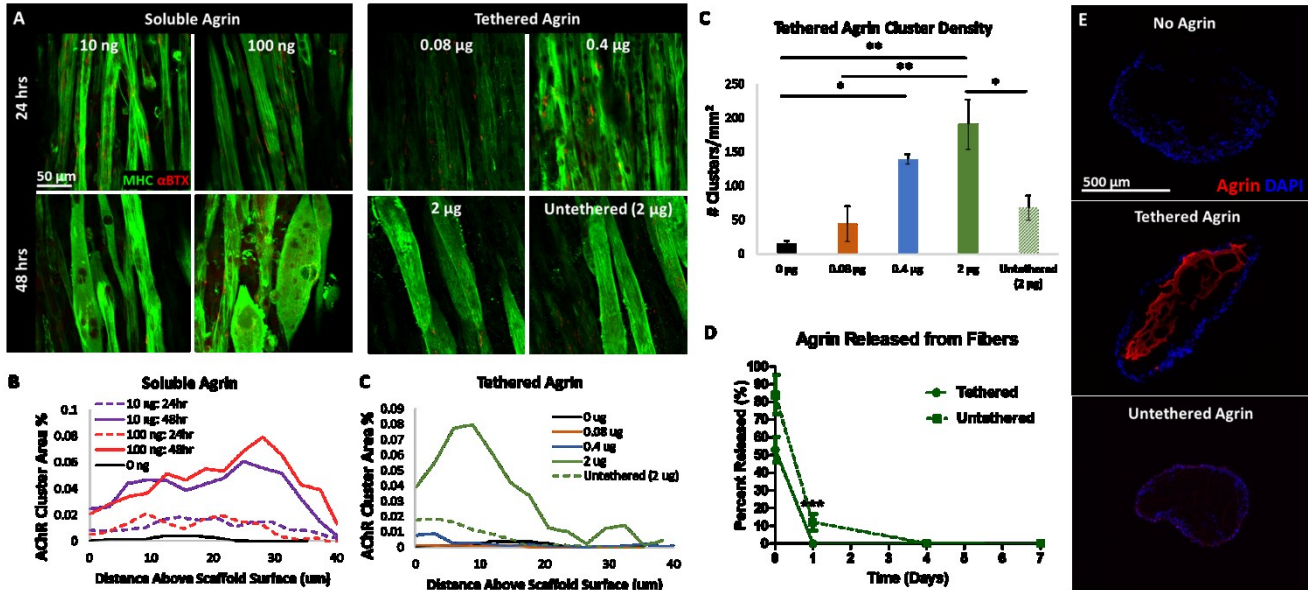 A
Soluble Agrin
10 ng
100 ng
24 hrs
50 µm
MHC αBTX
48 hrs
Tethered Agrin
0.08 µg
0.4 µg
2 µg
Untethered (2 µg)
B
Soluble Agrin
AChR Cluster Area %
0.1
0.08
0.06
0.04
0.02
0
10 ng: 24hr
10 ng: 48hr
100 ng: 24hr
100 ng: 48hr
0 ng
0 10 20 30 40
Distance Above Scaffold Surface (um)
C
Tethered Agrin
AChR Cluster Area %
0.09
0.08
0.07
0.06
0.05
0.04
0.03
0.02
0.01
0
0 ug
0.08 ug
0.4 ug
2 ug
Untethered (2 ug)
0 10 20 30 40
Distance Above Scaffold Surface (um)
C
Tethered Agrin Cluster Density
**
**
*
*
# Clusters/mm²
250
200
150
100
50
0
0 µg
0.08 µg
0.4 µg
2 µg
Untethered
(2 µg)
D
Agrin Released from Fibers
Percent Released (%)
100
90
80
70
60
50
40
30
20
10
0
Tethered
Untethered
***
0 1 2 3 4 5 6 7
Time (Days)
E
No Agrin
500 µm
Agrin DAPI
Tethered Agrin
Untethered Agrin